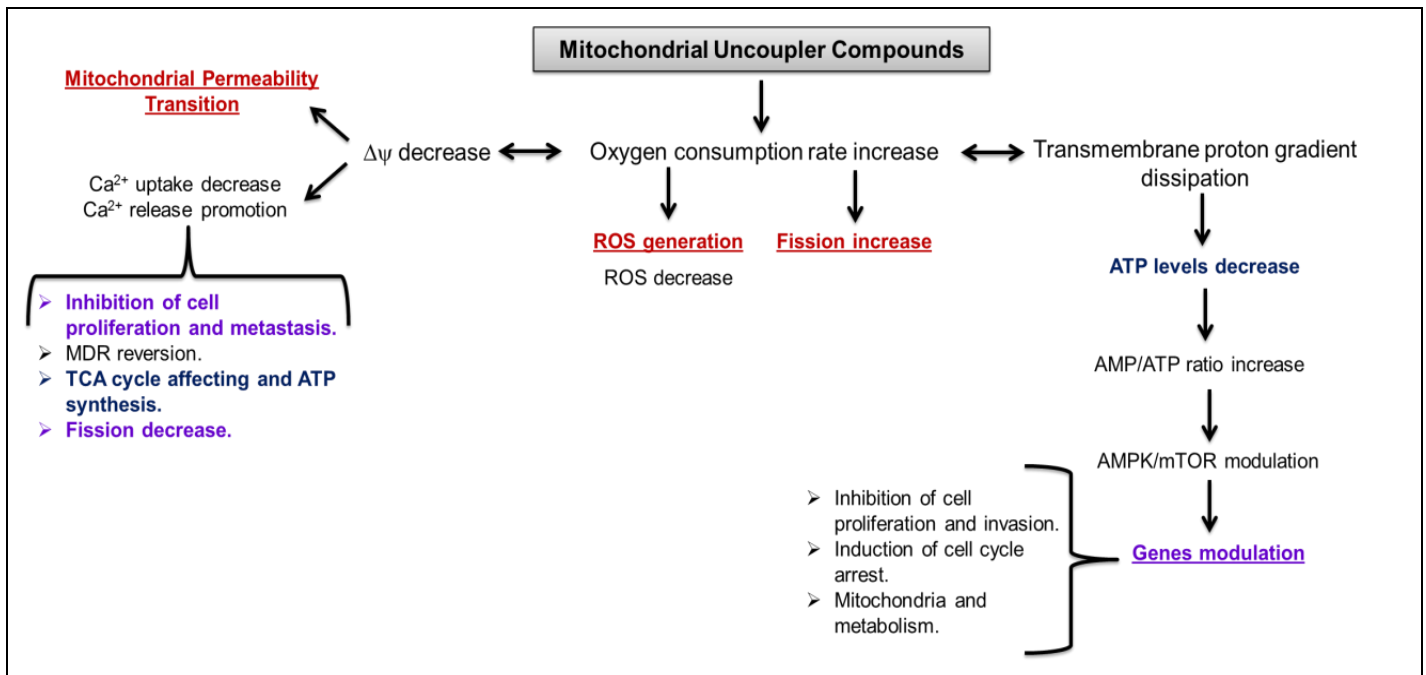 Mitochondrial Uncoupler Compounds
Mitochondrial Permeability
Transition
Δψ decrease
Oxygen consumption rate increase
Transmembrane proton gradient
dissipation
Ca²⁺ uptake decrease
Ca²⁺ release promotion
ROS generation
ROS decrease
Fission increase
ATP levels decrease
➢ Inhibition of cell
proliferation and metastasis.
➢ MDR reversion.
➢ TCA cycle affecting and ATP
synthesis.
➢ Fission decrease.
AMP/ATP ratio increase
AMPK/mTOR modulation
Genes modulation
➢ Inhibition of cell
proliferation and invasion.
➢ Induction of cell cycle
arrest.
➢ Mitochondria and
metabolism.